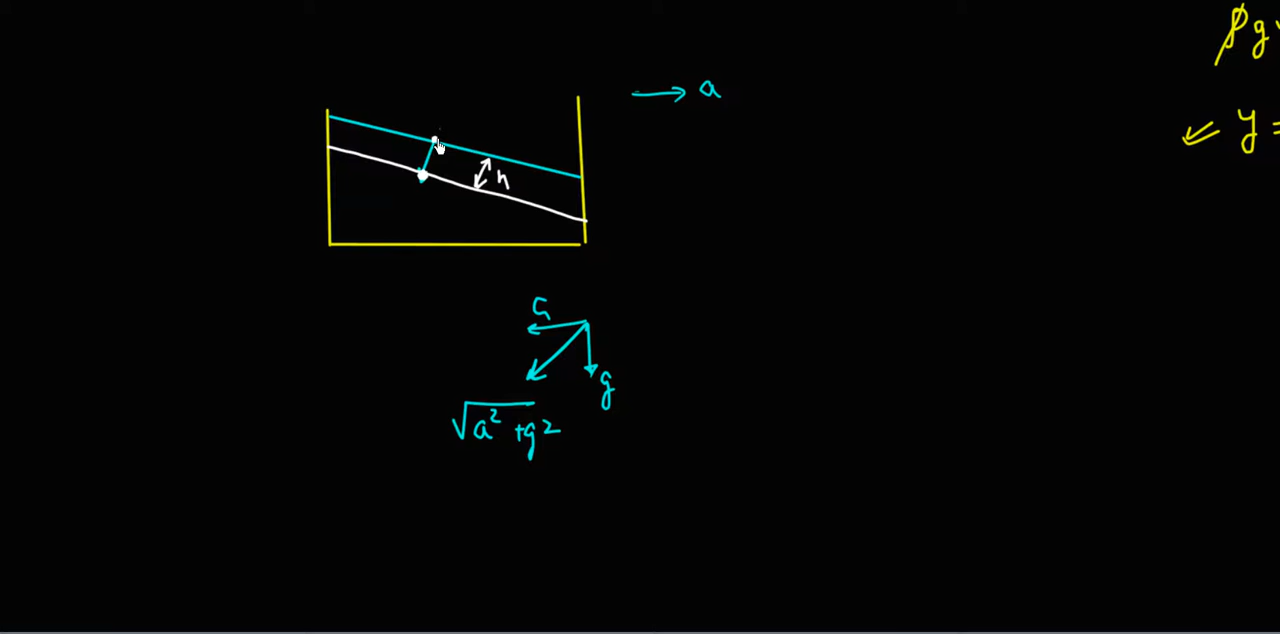 ρg
→ a
y =
h
a
g
√a² + g²